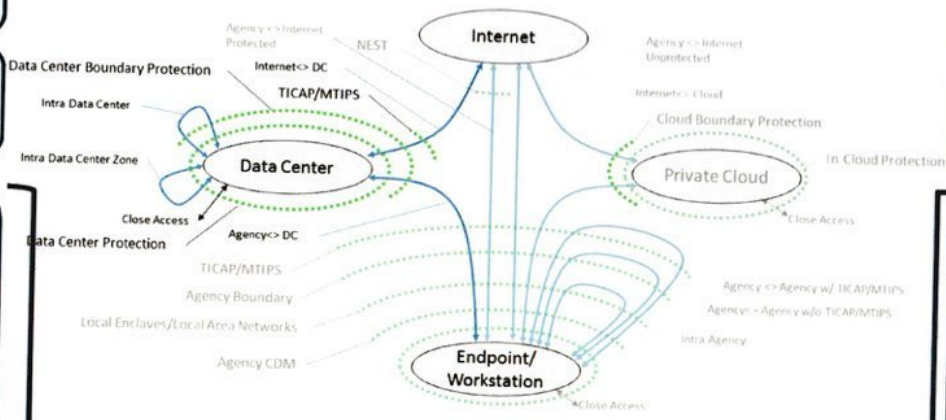 Agency <> Internet
Protected
NEST
Internet
Agency <> Internet
Unprotected
Data Center Boundary Protection
Internet<> DC
TICAP/MTIPS
Internet<> Cloud
Intra Data Center
Cloud Boundary Protection
Intra Data Center Zone
Data Center
Private Cloud
In Cloud Protection
Close Access
Close Access
Data Center Protection
Agency<> DC
TICAP/MTIPS
Agency Boundary
Agency <> Agency w/ TICAP/MTIPS
Agency<> Agency w/o TICAP/MTIPS
Local Enclaves/Local Area Networks
Intra Agency
Agency CDM
Endpoint/
Workstation
Close Access